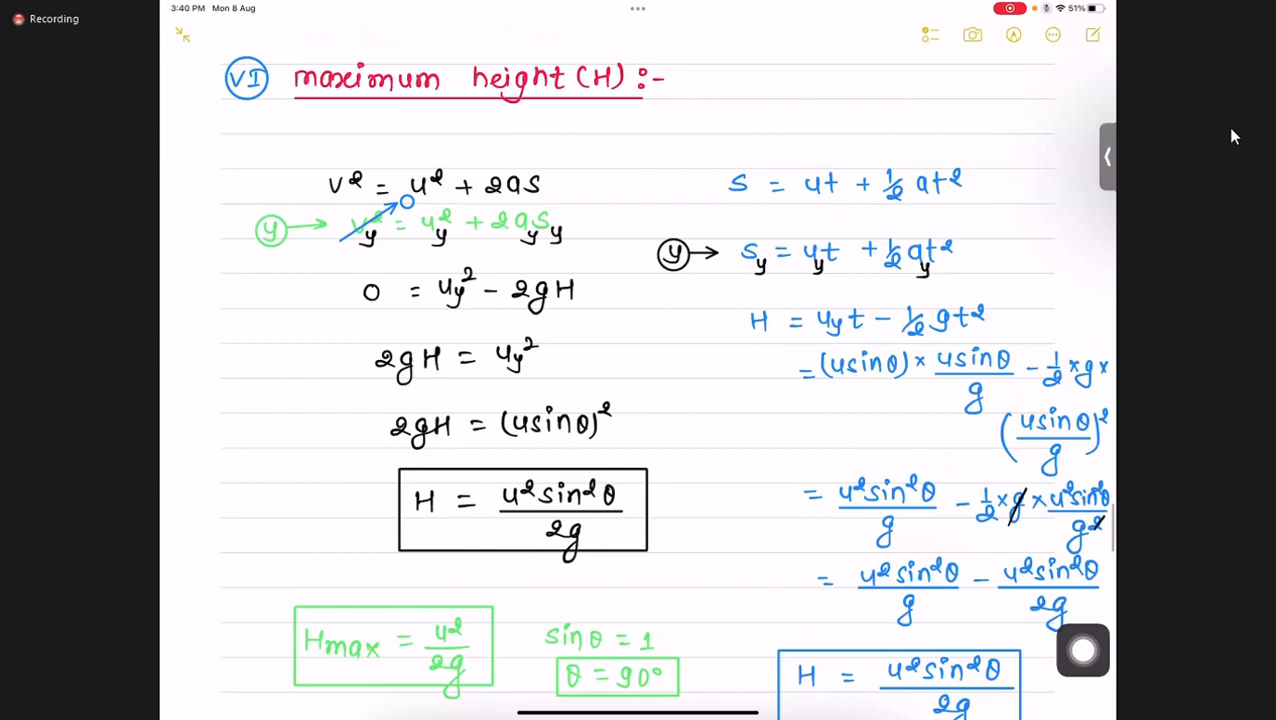 Recording
3:40 PM Mon 8 Aug
51%
VI maximum height (H) :-
v² = u² + 2as
y → v_y² = u_y² + 2a_y s_y
0
0 = u_y² - 2gH
2gH = u_y²
2gH = (u sinθ)²
H = u² sin²θ / 2g
Hmax = u² / 2g
sinθ = 1
θ = 90°
S = ut + 1/2 at²
y → S_y = u_y t + 1/2 a_y t²
H = u_y t - 1/2 gt²
= (u sinθ) × u sinθ / g - 1/2 × g ×
(u sinθ / g)²
= u² sin²θ / g - 1/2 × g × u² sin²θ / g²
= u² sin²θ / g - u² sin²θ / 2g
H = u² sin²θ / 2g